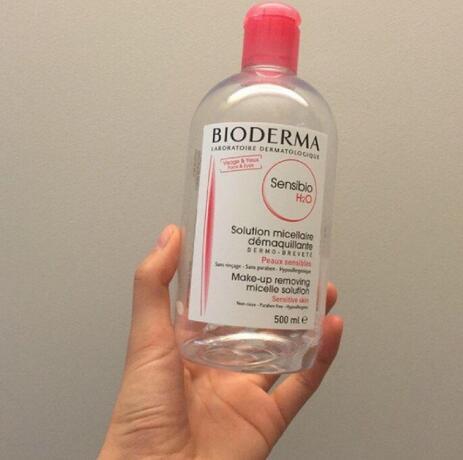 BIODERMA
LABORATOIRE DERMATOLOGIQUE
Visage & Yeux
Face & Eyes
Sensibio
H₂O
Solution micellaire
démaquillante
DERMO-BREVETÉ
Peaux sensibles
Sans rinçage - Sans paraben - Hypoallergénique
Make-up removing
micelle solution
Sensitive skin
Non-rinse - Paraben free - Hypoallergenic
500 ml e